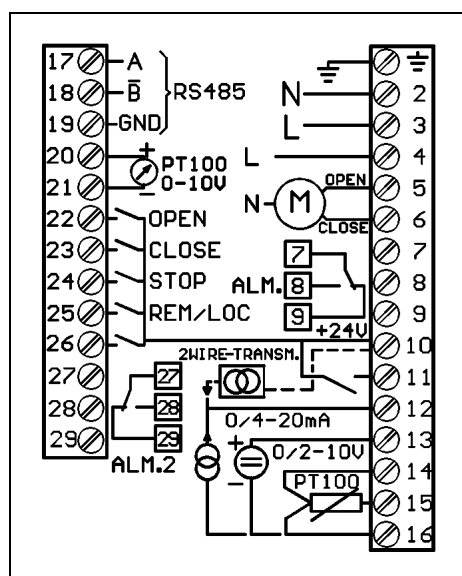 17 A
18 B̅ RS485
19 GND
20 + PT100
21 - 0-10V
22 OPEN
23 CLOSE
24 STOP
25 REM/LOC
26
27
28
29
27
28
29
ALM.2
N 2
L 3
L 4
N M OPEN 5
CLOSE 6
7 7
ALM. 8 8
9 9
+24V 10
2WIRE-TRANSM. 11
0/4-20mA 12
+ 0/2-10V 13
- 14
PT100 15
16